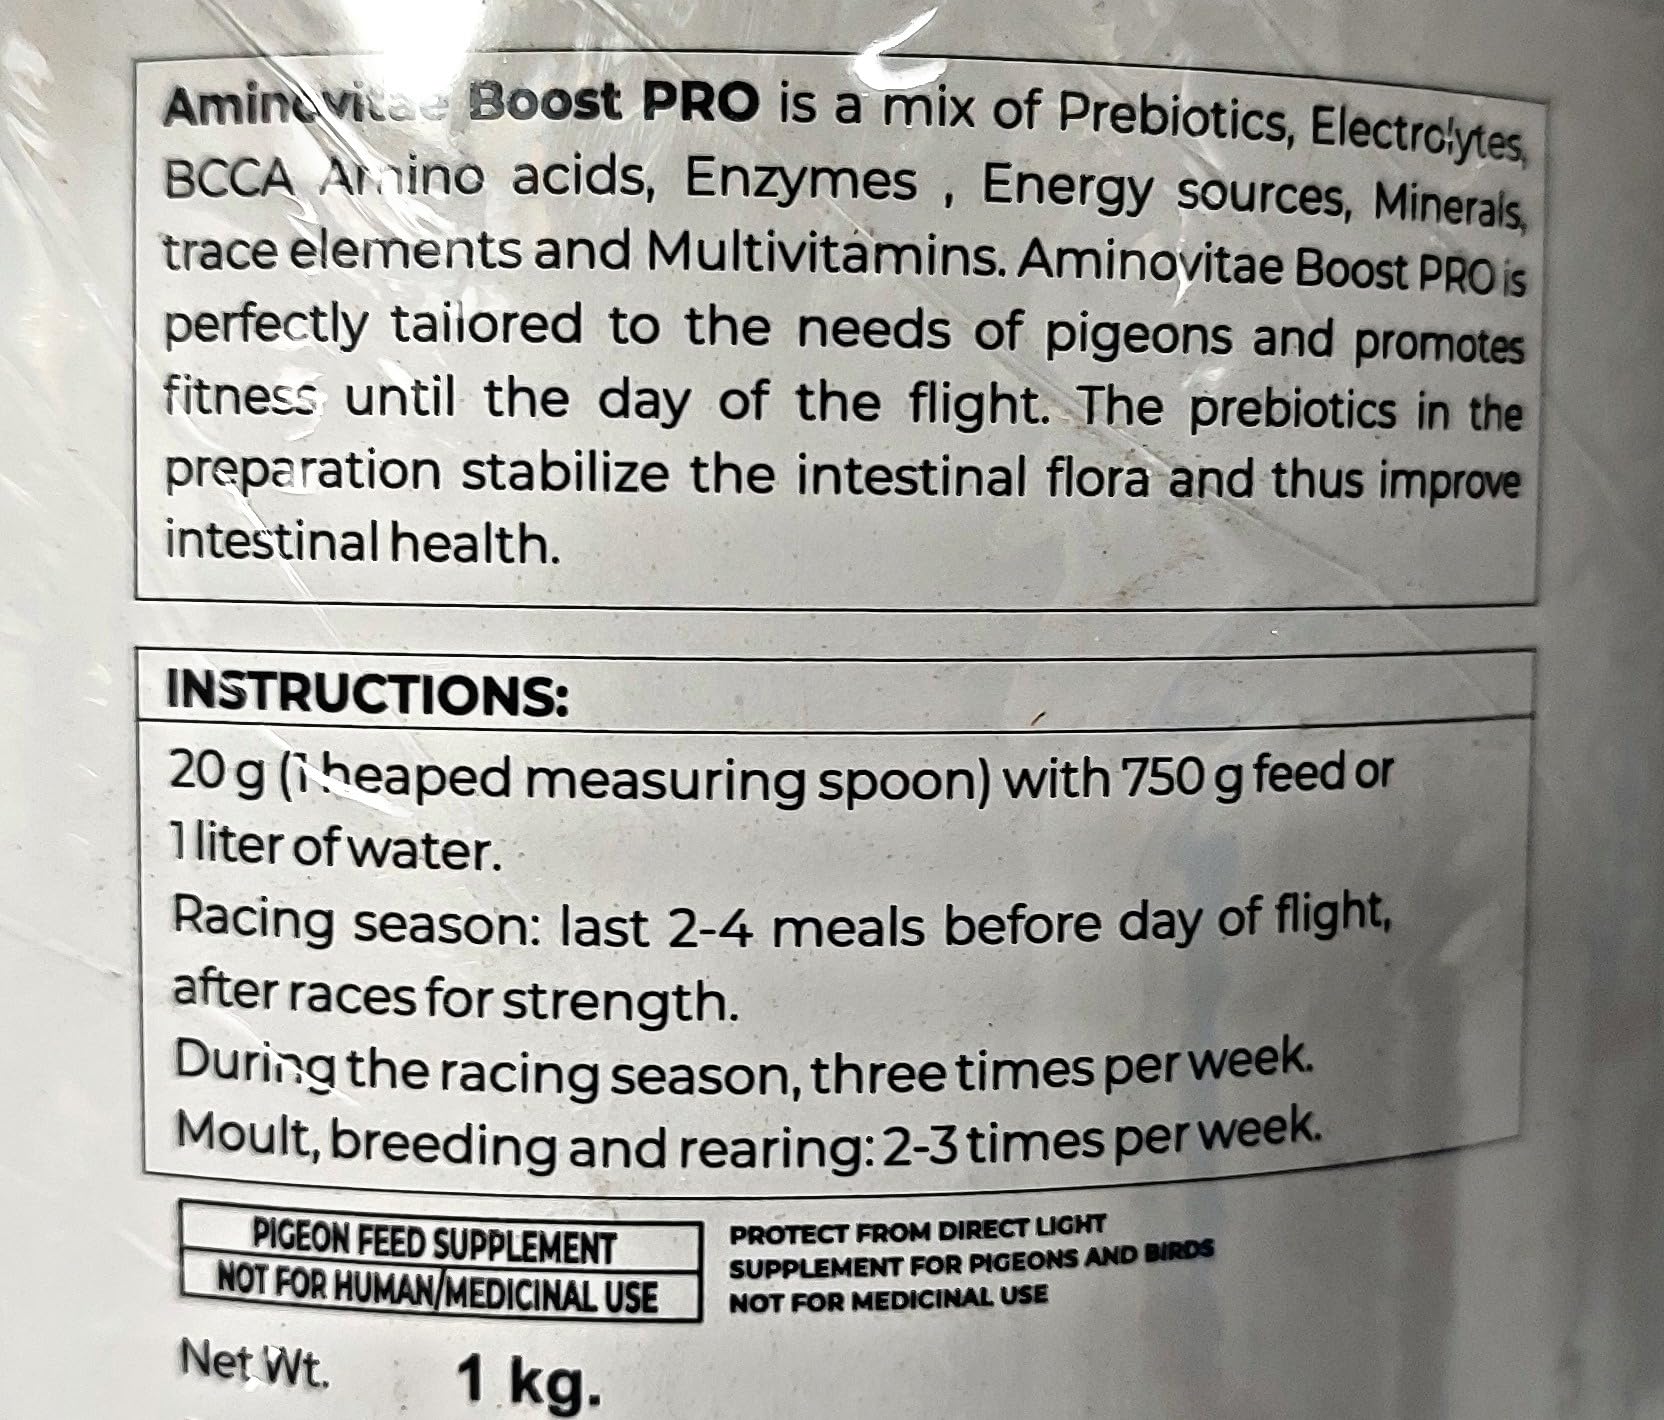 Aminovitae Boost PRO is a mix of Prebiotics, Electrolytes,
BCCA Amino acids, Enzymes , Energy sources, Minerals,
trace elements and Multivitamins. Aminovitae Boost PRO is
perfectly tailored to the needs of pigeons and promotes
fitness until the day of the flight. The prebiotics in the
preparation stabilize the intestinal flora and thus improve
intestinal health.
INSTRUCTIONS:
20 g (1 heaped measuring spoon) with 750 g feed or
1 liter of water.
Racing season: last 2-4 meals before day of flight,
after races for strength.
During the racing season, three times per week.
Moult, breeding and rearing: 2-3 times per week.
PIGEON FEED SUPPLEMENT
NOT FOR HUMAN/MEDICINAL USE
PROTECT FROM DIRECT LIGHT
SUPPLEMENT FOR PIGEONS AND BIRDS
NOT FOR MEDICINAL USE
Net Wt. 1 kg.